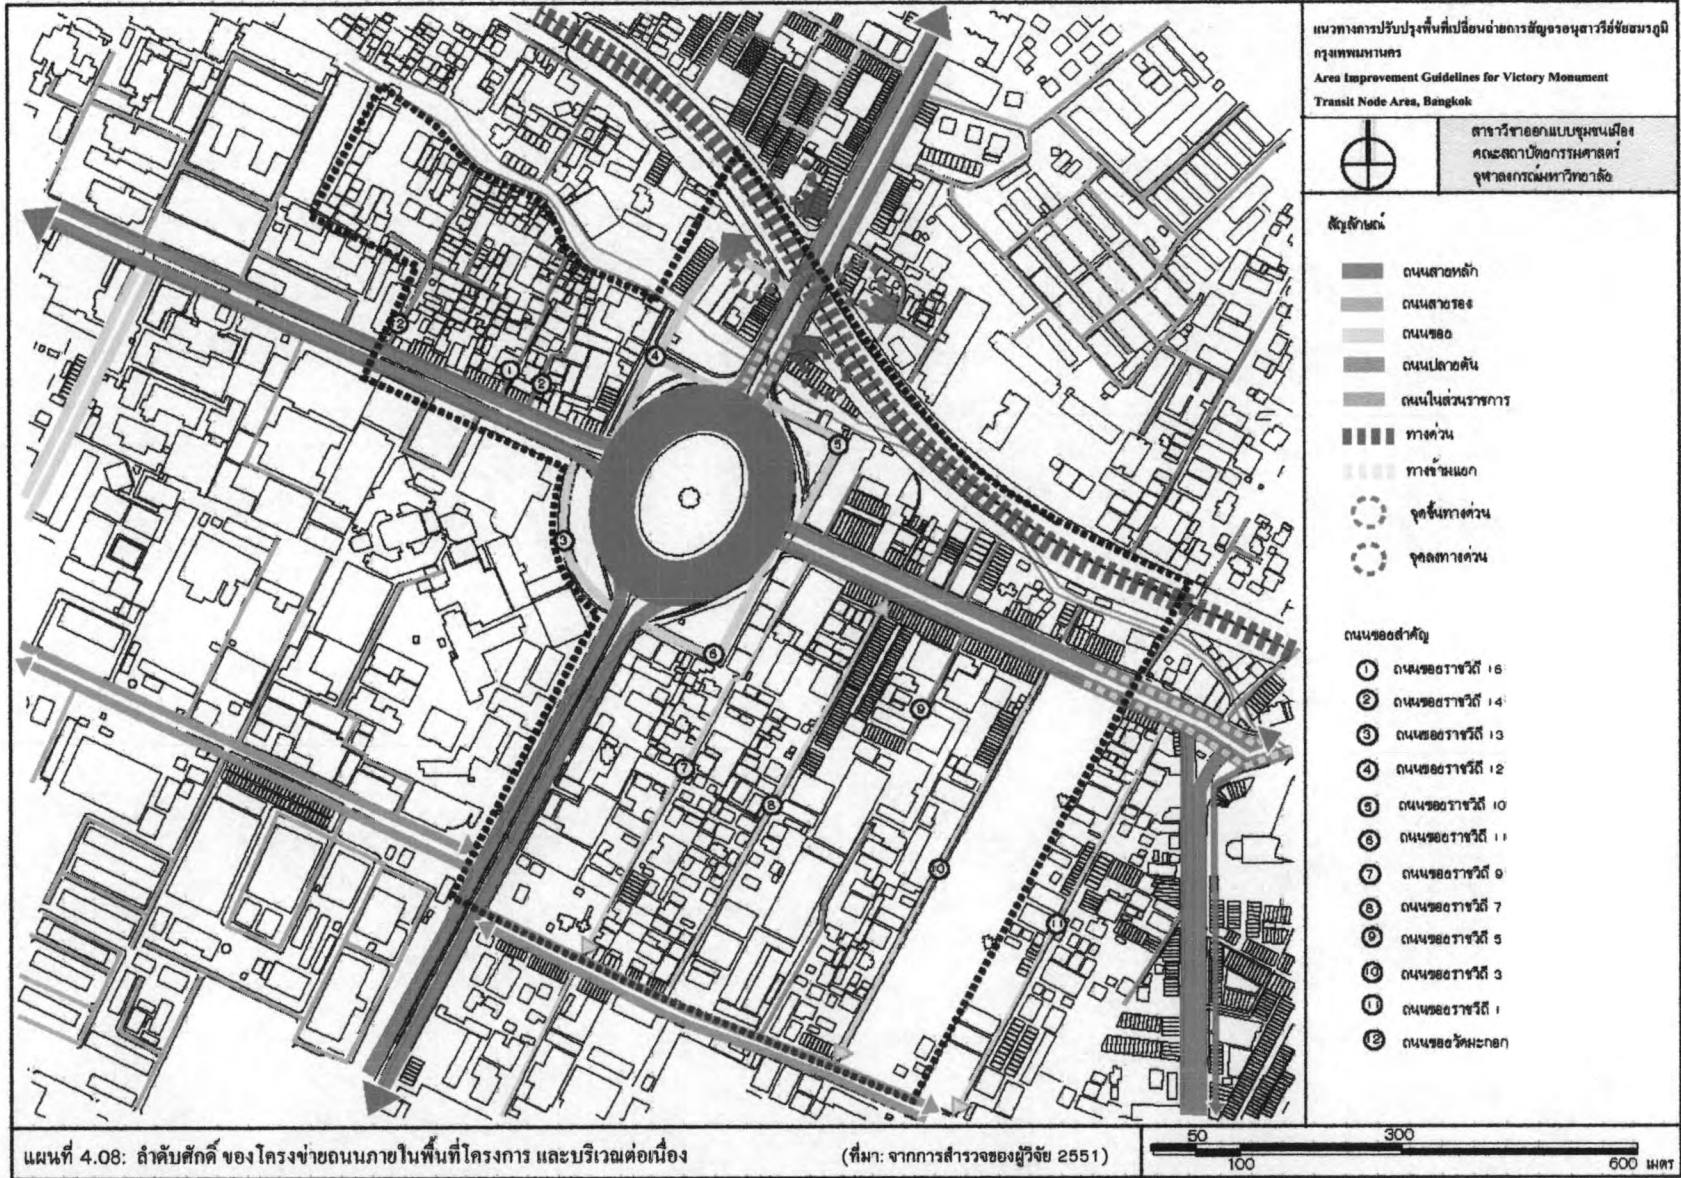 แนวทางการปรับปรุงพื้นที่เปลี่ยนถ่ายการสัญจรอนุสาวรีย์ชัยสมรภูมิ
กรุงเทพมหานคร
Area Improvement Guidelines for Victory Monument
Transit Node Area, Bangkok
สาขาวิชาออกแบบชุมชนเมือง
คณะสถาปัตยกรรมศาสตร์
จุฬาลงกรณ์มหาวิทยาลัย
สัญลักษณ์
ถนนสายหลัก
ถนนสายรอง
ถนนซอย
ถนนปลายตัน
ถนนในส่วนราชการ
ทางด่วน
ทางข้ามแยก
จุดขึ้นทางด่วน
จุดลงทางด่วน
ถนนซอยสำคัญ
1 ถนนซอยราชวิถี 16
2 ถนนซอยราชวิถี 14
3 ถนนซอยราชวิถี 13
4 ถนนซอยราชวิถี 12
5 ถนนซอยราชวิถี 10
6 ถนนซอยราชวิถี 11
7 ถนนซอยราชวิถี 9
8 ถนนซอยราชวิถี 7
9 ถนนซอยราชวิถี 5
10 ถนนซอยราชวิถี 3
11 ถนนซอยราชวิถี 1
12 ถนนซอยวัดมะกอก
2
1
2
4
5
3
6
7
9
8
10
11
แผนที่ 4.08: ลำดับศักดิ์ ของโครงข่ายถนนภายในพื้นที่โครงการ และบริเวณต่อเนื่อง
(ที่มา: จากการสำรวจของผู้วิจัย 2551)
50 300
100 600 เมตร